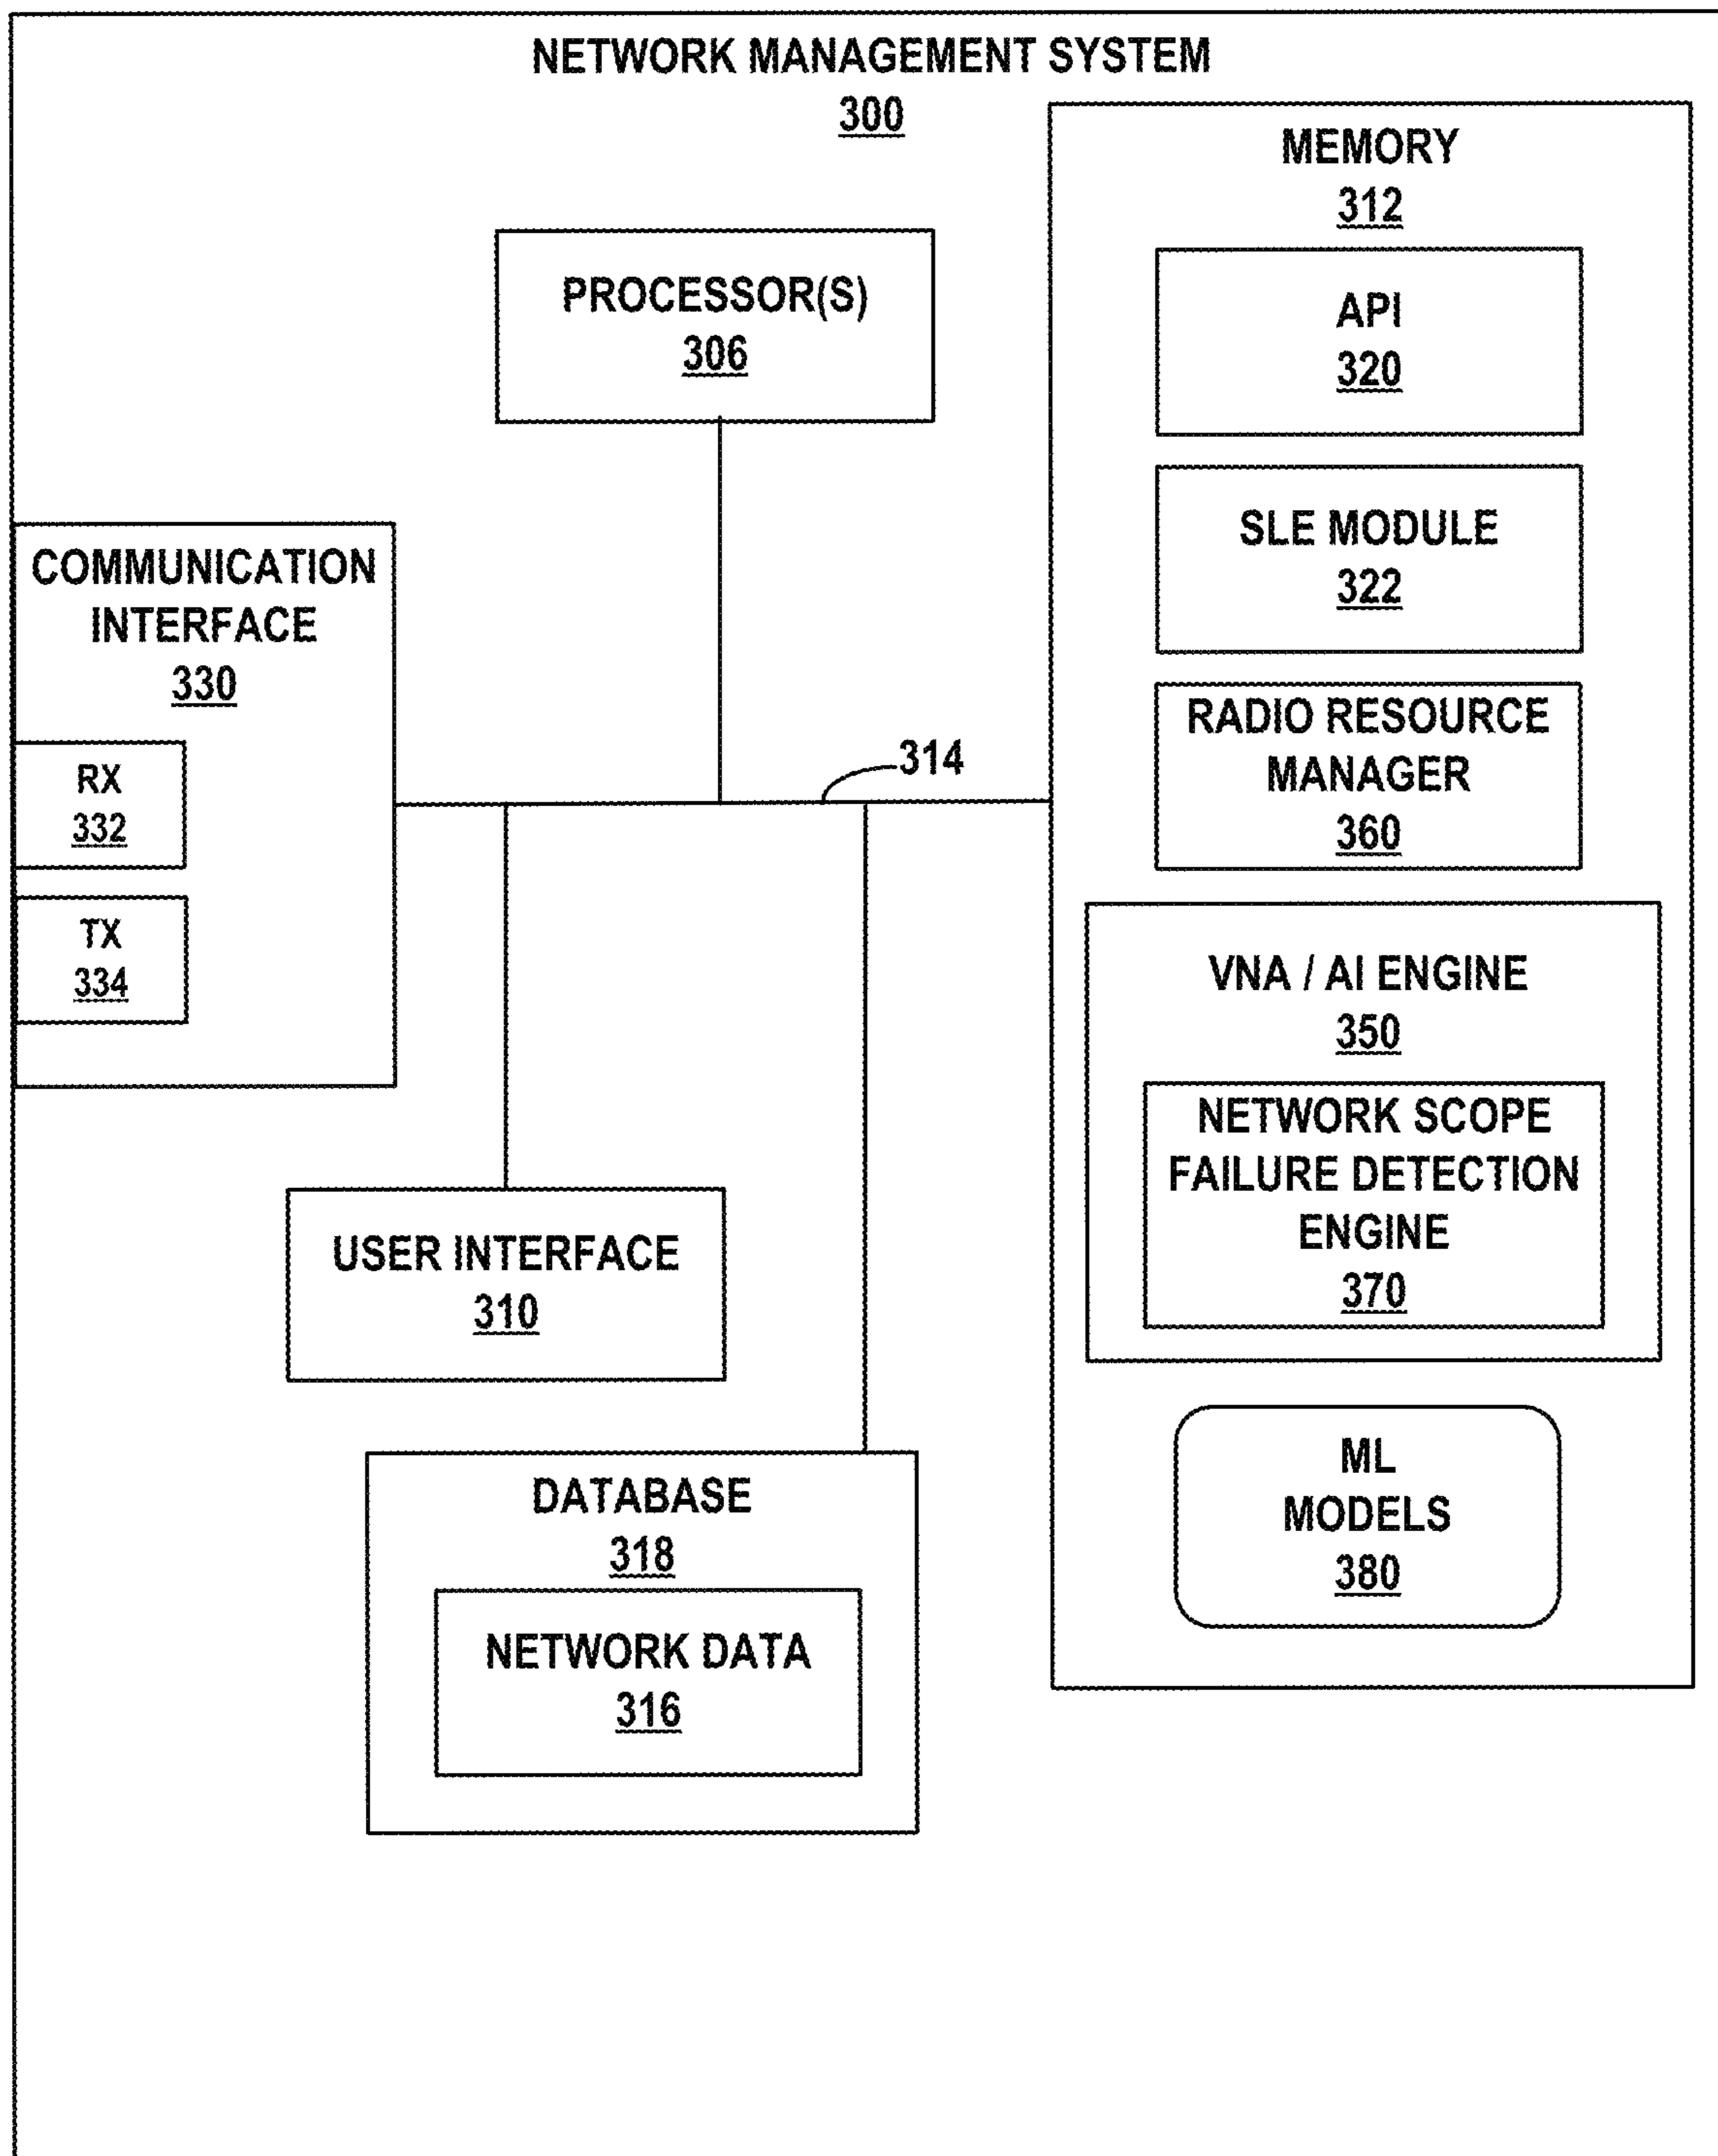 NETWORK MANAGEMENT SYSTEM
300
MEMORY
312
API
320
SLE MODULE
322
RADIO RESOURCE
MANAGER
360
VNA / AI ENGINE
350
NETWORK SCOPE
FAILURE DETECTION
ENGINE
370
ML
MODELS
380
PROCESSOR(S)
306
COMMUNICATION
INTERFACE
330
RX
332
TX
334
314
USER INTERFACE
310
DATABASE
318
NETWORK DATA
316